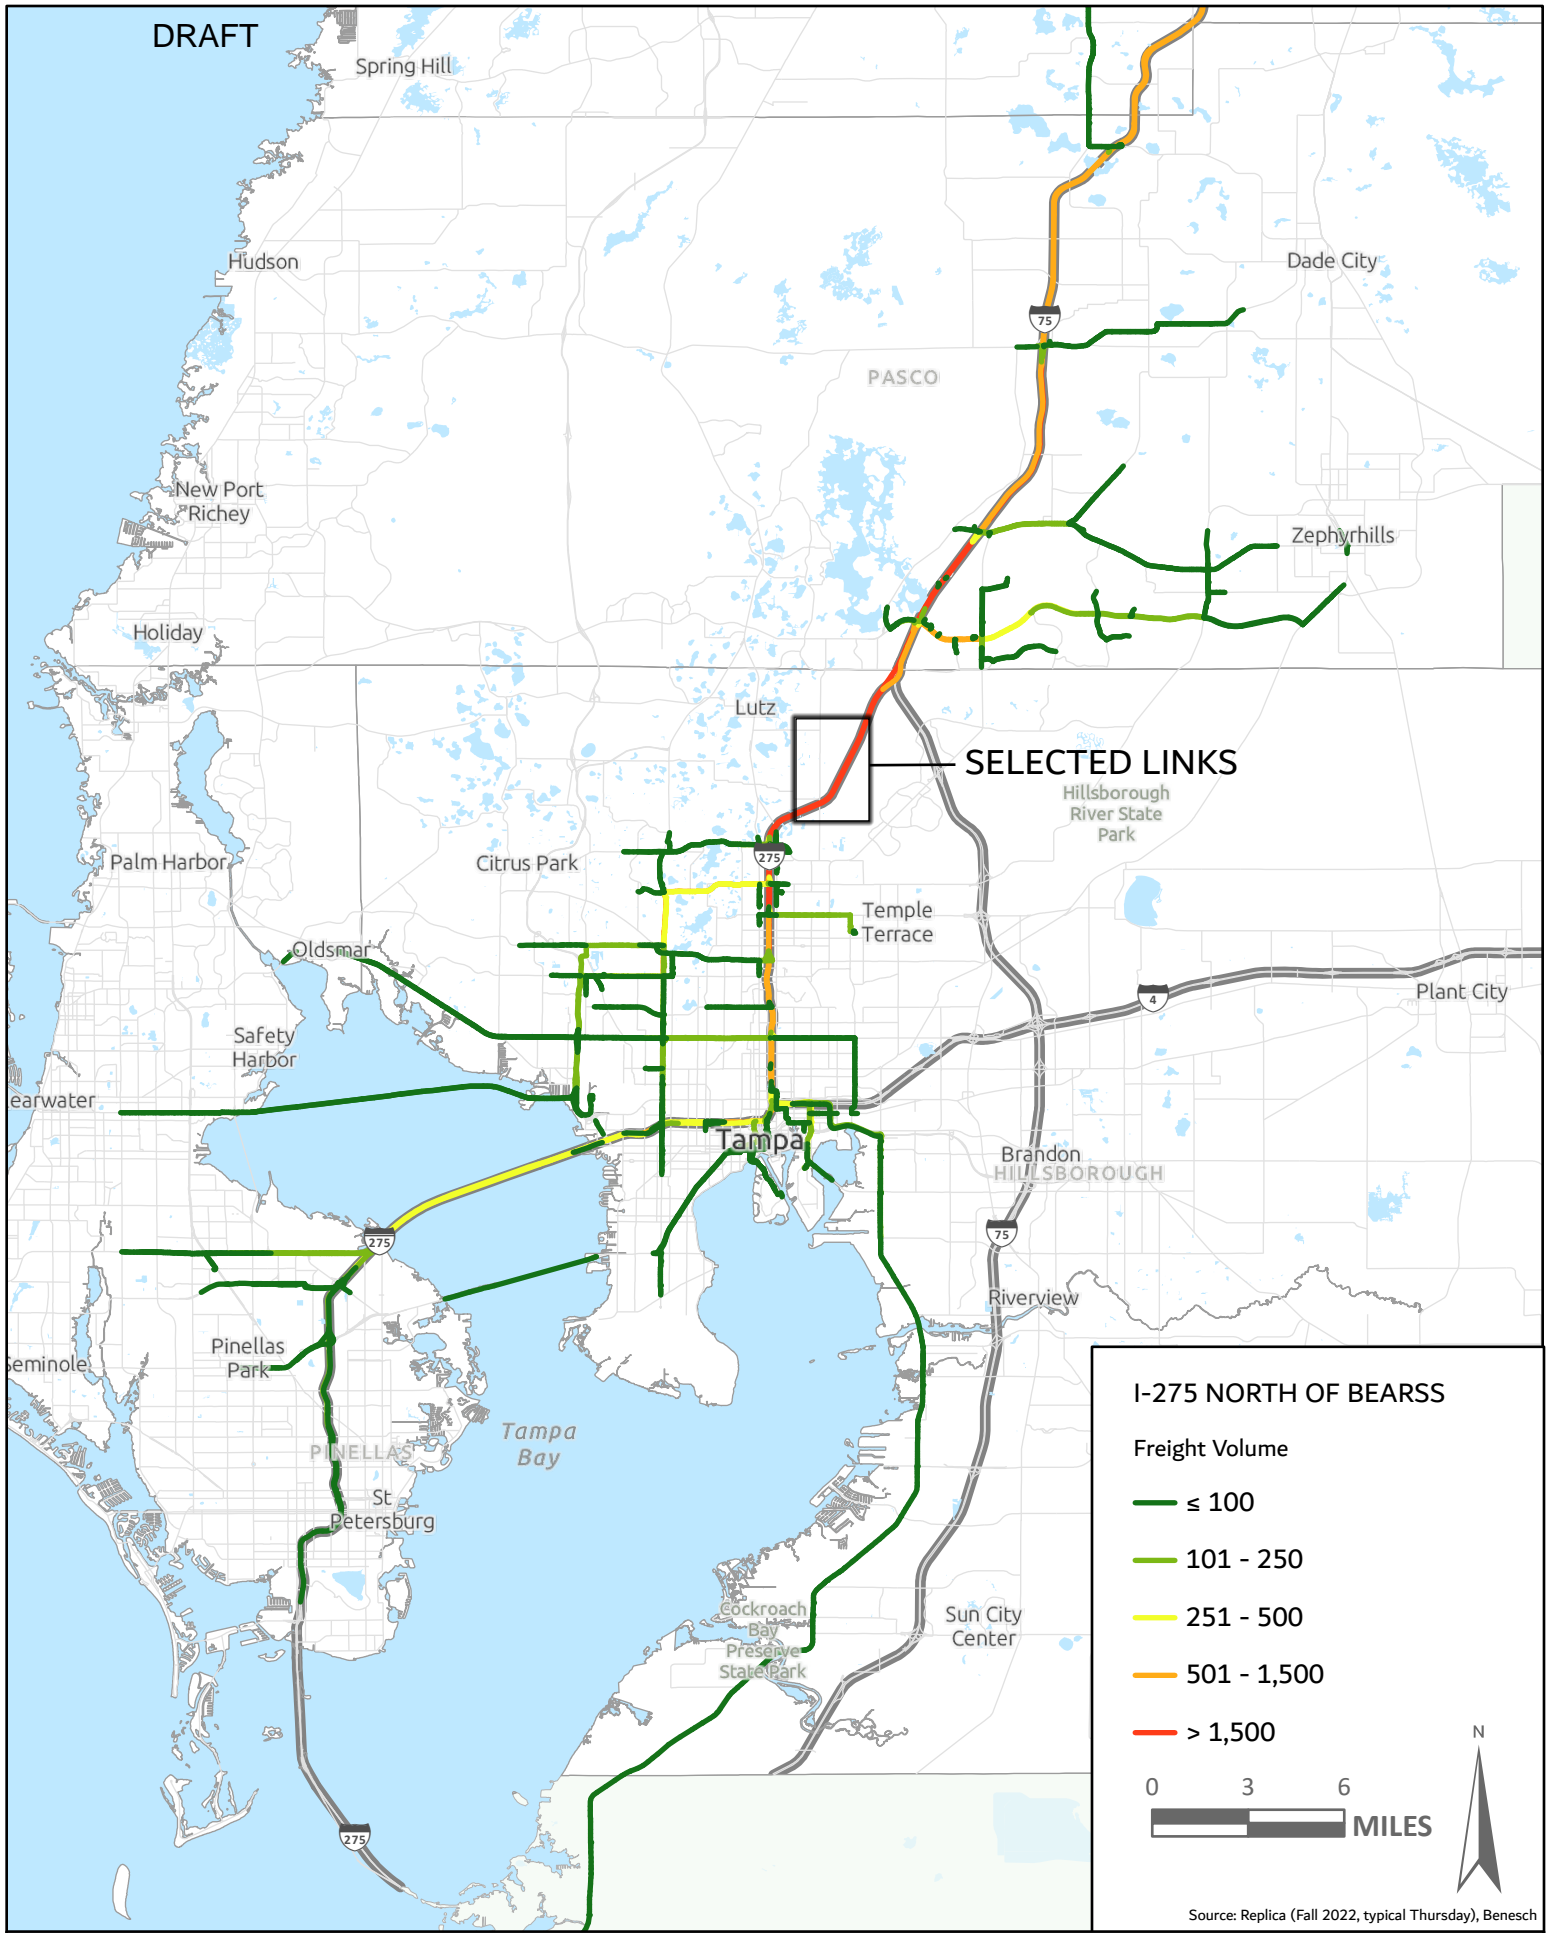 DRAFT
Spring Hill
Hudson
Dade City
75
PASCO
New Port
Richey
Zephyrhills
Holiday
Lutz
SELECTED LINKS
Hillsborough
River State
Park
Palm Harbor
Citrus Park
275
Temple
Terrace
Oldsmar
4
Plant City
Safety
Harbor
earwater
Tampa
Brandon
HILLSBOROUGH
275
75
Riverview
Pinellas
Park
Seminole
Tampa
Bay
PINELLAS
St
Petersburg
Cockroach
Bay
Preserve
State Park
Sun City
Center
275
I-275 NORTH OF BEARSS
Freight Volume
≤ 100
101 - 250
251 - 500
501 - 1,500
> 1,500
N
0 3 6
MILES
Source: Replica (Fall 2022, typical Thursday), Benesch